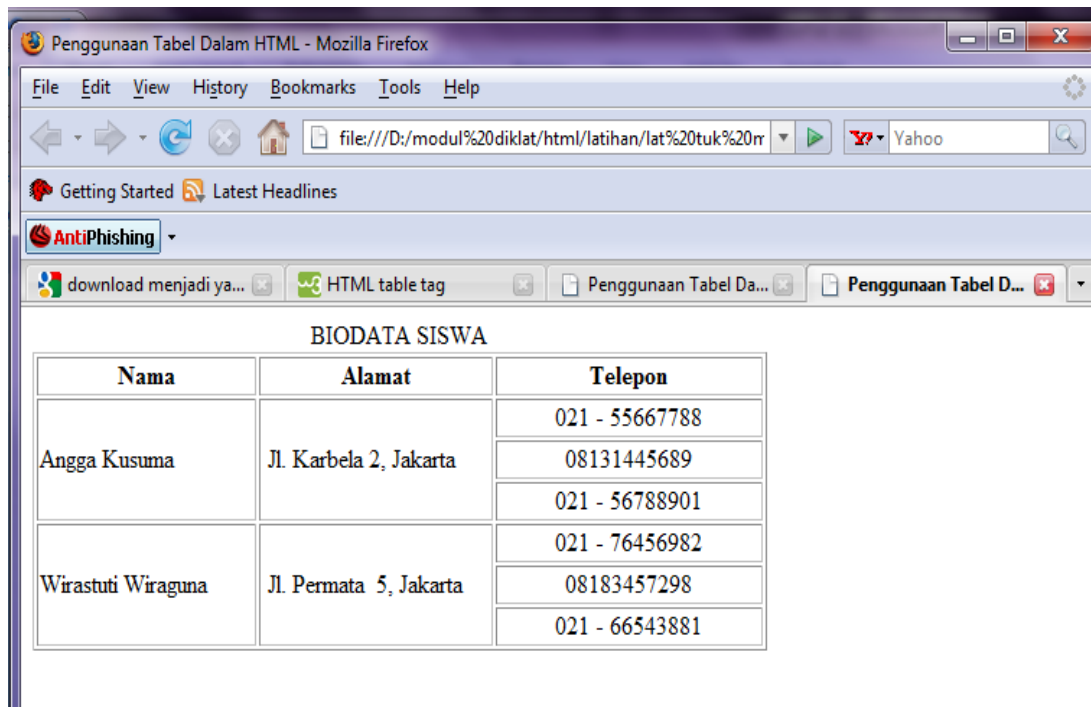 Penggunaan Tabel Dalam HTML - Mozilla Firefox
File Edit View History Bookmarks Tools Help
file:///D:/modul%20diklat/html/latihan/lat%20tuk%20m Yahoo
Getting Started Latest Headlines
AntiPhishing
download menjadi ya... HTML table tag Penggunaan Tabel Da... Penggunaan Tabel D...
BIODATA SISWA
Nama Alamat Telepon
021 - 55667788
Angga Kusuma Jl. Karbela 2, Jakarta 08131445689
021 - 56788901
021 - 76456982
Wirastuti Wiraguna Jl. Permata 5, Jakarta 08183457298
021 - 66543881